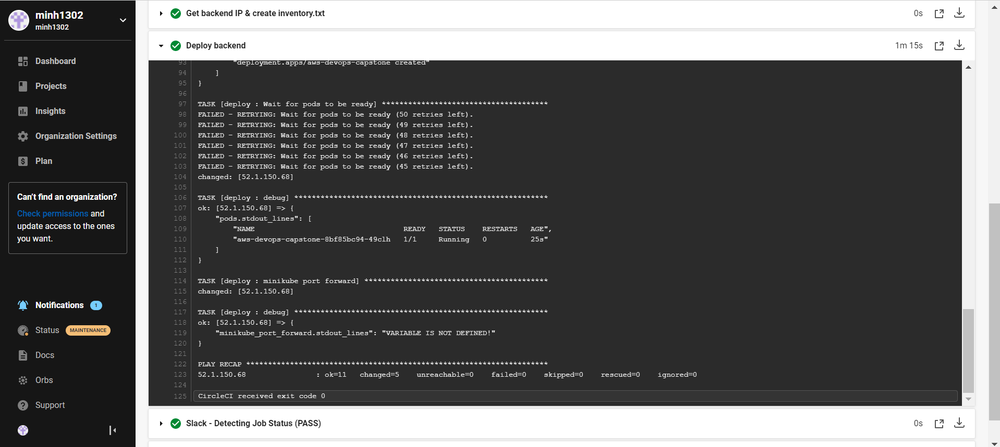 minh1302
minh1302
Dashboard
Projects
Insights
Organization Settings
Plan
Can't find an organization?
Check permissions and
update access to the ones
you want.
Notifications 1
Status MAINTENANCE
Docs
Orbs
Support
Get backend IP & create inventory.txt 0s
Deploy backend 1m 15s
93 "deployment.apps/aws-devops-capstone created"
94 ]
95 }
96
97 TASK [deploy : Wait for pods to be ready] **************************************
98 FAILED - RETRYING: Wait for pods to be ready (50 retries left).
99 FAILED - RETRYING: Wait for pods to be ready (49 retries left).
100 FAILED - RETRYING: Wait for pods to be ready (48 retries left).
101 FAILED - RETRYING: Wait for pods to be ready (47 retries left).
102 FAILED - RETRYING: Wait for pods to be ready (46 retries left).
103 FAILED - RETRYING: Wait for pods to be ready (45 retries left).
104 changed: [52.1.150.68]
105
106 TASK [deploy : debug] **********************************************************
107 ok: [52.1.150.68] => {
108 "pods.stdout_lines": [
109 "NAME READY STATUS RESTARTS AGE",
110 "aws-devops-capstone-8bf85bc94-49clh 1/1 Running 0 25s"
111 ]
112 }
113
114 TASK [deploy : minikube port forward] ******************************************
115 changed: [52.1.150.68]
116
117 TASK [deploy : debug] **********************************************************
118 ok: [52.1.150.68] => {
119 "minikube_port_forward.stdout_lines": "VARIABLE IS NOT DEFINED!"
120 }
121
122 PLAY RECAP *********************************************************************
123 52.1.150.68 : ok=11 changed=5 unreachable=0 failed=0 skipped=0 rescued=0 ignored=0
124
125 CircleCI received exit code 0
Slack - Detecting Job Status (PASS) 0s